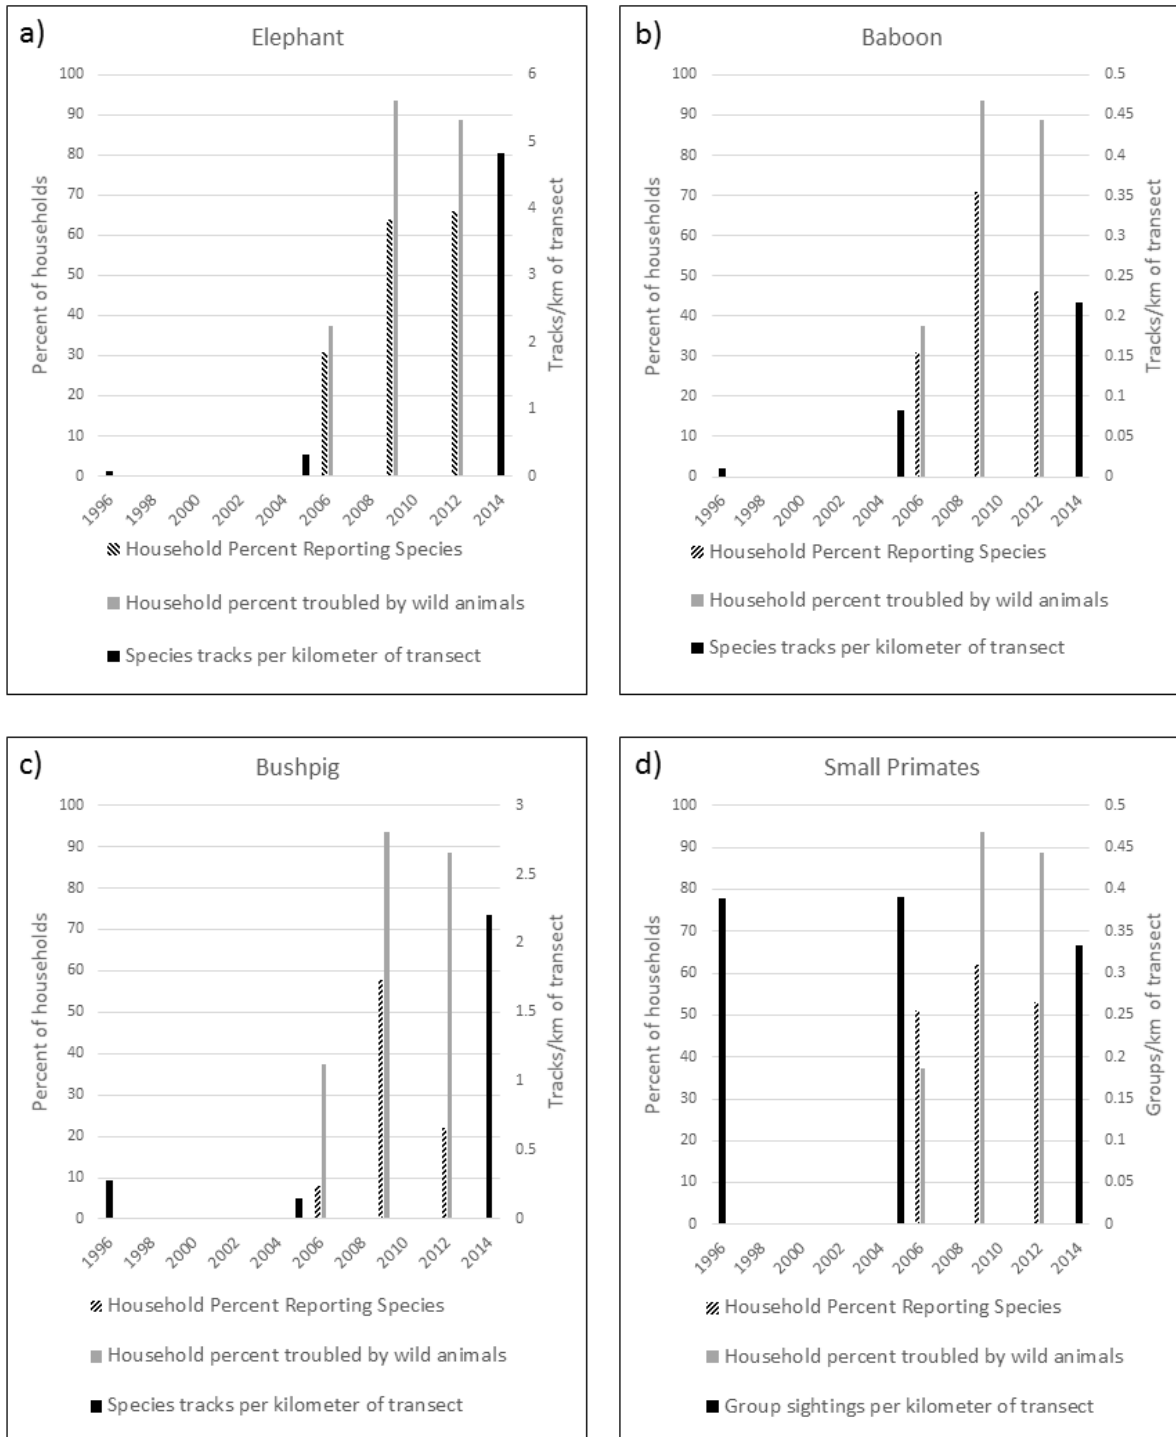 a)
Elephant
100
90
80
70
60
50
40
30
20
10
0
Percent of households
6
5
4
3
2
1
0
Tracks/km of transect
1996 1998 2000 2002 2004 2006 2008 2010 2012 2014
Household Percent Reporting Species
Household percent troubled by wild animals
Species tracks per kilometer of transect
b)
Baboon
100
90
80
70
60
50
40
30
20
10
0
Percent of households
0.5
0.45
0.4
0.35
0.3
0.25
0.2
0.15
0.1
0.05
0
Tracks/km of transect
1996 1998 2000 2002 2004 2006 2008 2010 2012 2014
Household Percent Reporting Species
Household percent troubled by wild animals
Species tracks per kilometer of transect
c)
Bushpig
100
90
80
70
60
50
40
30
20
10
0
Percent of households
3
2.5
2
1.5
1
0.5
0
Tracks/km of transect
1996 1998 2000 2002 2004 2006 2008 2010 2012 2014
Household Percent Reporting Species
Household percent troubled by wild animals
Species tracks per kilometer of transect
d)
Small Primates
100
90
80
70
60
50
40
30
20
10
0
Percent of households
0.5
0.45
0.4
0.35
0.3
0.25
0.2
0.15
0.1
0.05
0
Groups/km of transect
1996 1998 2000 2002 2004 2006 2008 2010 2012 2014
Household Percent Reporting Species
Household percent troubled by wild animals
Group sightings per kilometer of transect